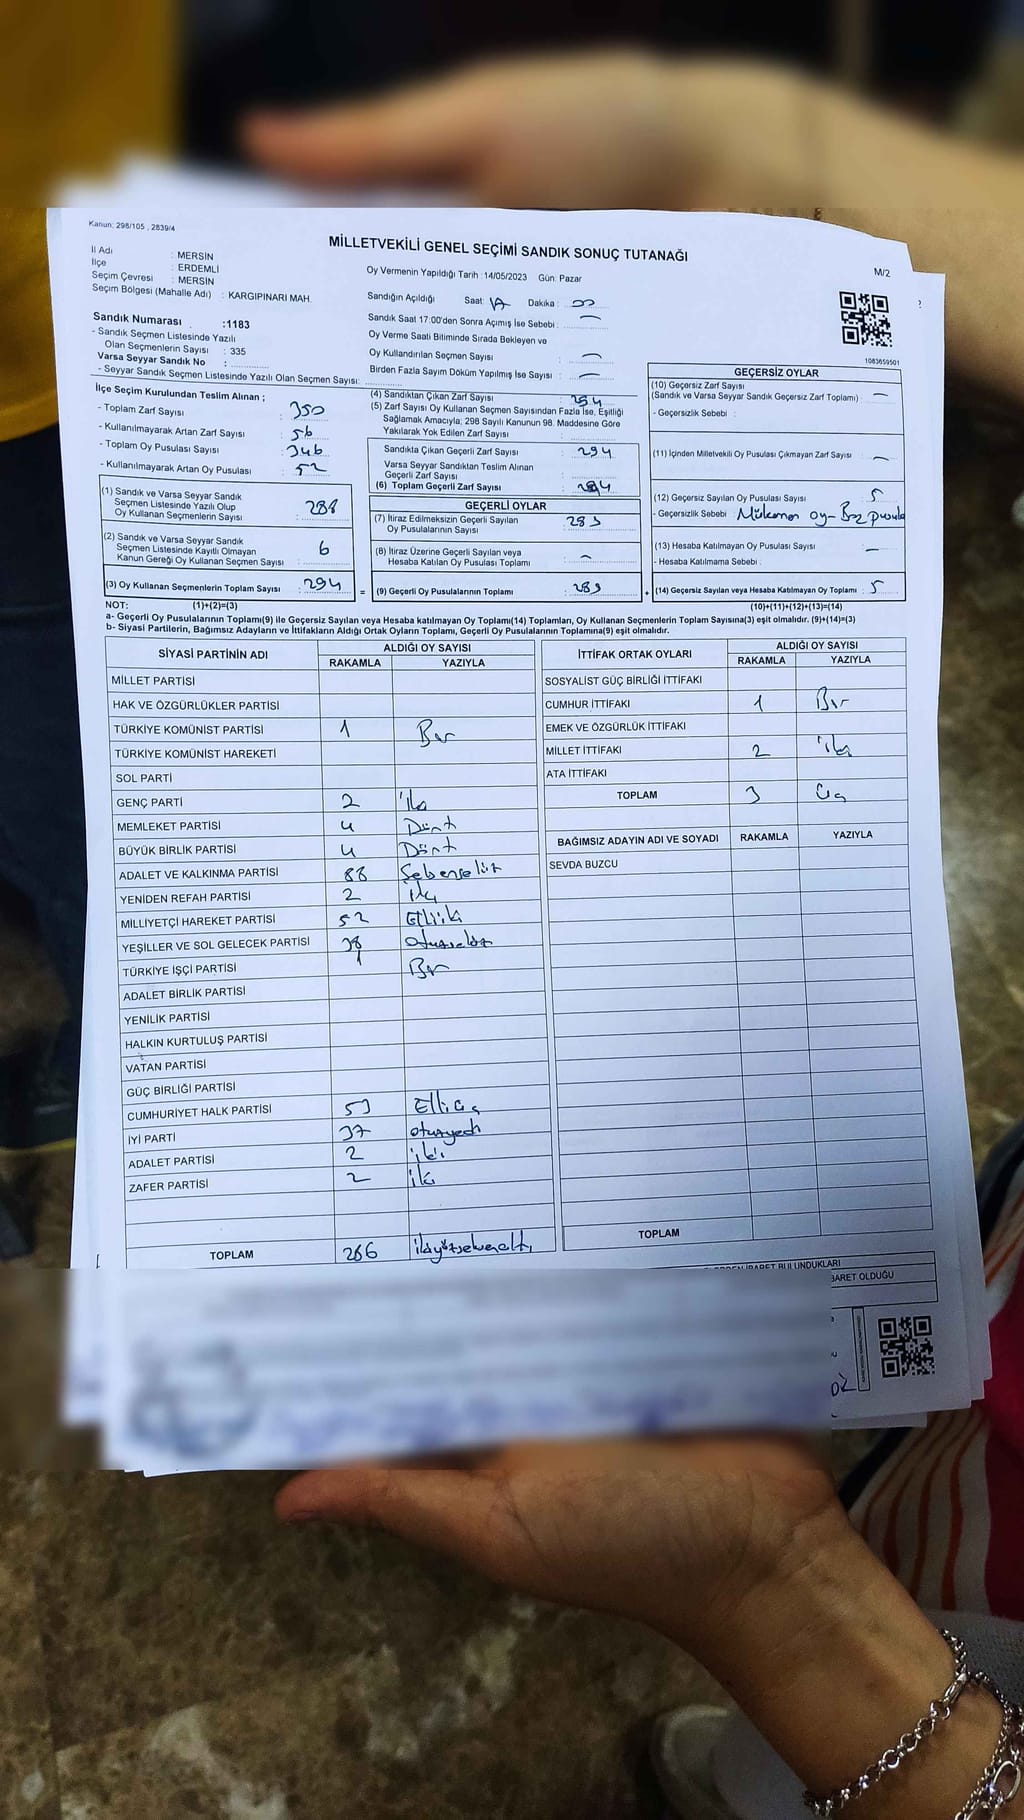 Kanun; 298/105 , 2839/4
MİLLETVEKİLİ GENEL SEÇİMİ SANDIK SONUÇ TUTANAĞI
M/2
İl Adı : MERSİN
İlçe : ERDEMLİ
Seçim Çevresi : MERSİN
Seçim Bölgesi (Mahalle Adı) : KARGIPINARI MAH.
Sandık Numarası :1183
- Sandık Seçmen Listesinde Yazılı
Olan Seçmenlerin Sayısı : 335
Varsa Seyyar Sandık No :
- Seyyar Sandık Seçmen Listesinde Yazılı Olan Seçmen Sayısı:
Oy Vermenin Yapıldığı Tarih :14/05/2023 Gün: Pazar
Sandığın Açıldığı Saat: Dakika :
Sandık Saat 17:00'den Sonra Açımış İse Sebebi :
Oy Verme Saati Bitiminde Sırada Bekleyen ve
Oy Kullandırılan Seçmen Sayısı : —
Birden Fazla Sayım Döküm Yapılmış İse Sayısı : —
1083659501
İlçe Seçim Kurulundan Teslim Alınan ;
- Toplam Zarf Sayısı : 350
- Kullanılmayarak Artan Zarf Sayısı : 56
- Toplam Oy Pusulası Sayısı : 346
- Kullanılmayarak Artan Oy Pusulası : 52
(1) Sandık ve Varsa Seyyar Sandık
Seçmen Listesinde Yazılı Olup
Oy Kullanan Seçmenlerin Sayısı : 288
(2) Sandık ve Varsa Seyyar Sandık
Seçmen Listesinde Kayıtlı Olmayan
Kanun Gereği Oy Kullanan Seçmen Sayısı : 6
(3) Oy Kullanan Seçmenlerin Toplam Sayısı : 294
(4) Sandıktan Çıkan Zarf Sayısı : 294
(5) Zarf Sayısı Oy Kullanan Seçmen Sayısından Fazla İse, Eşitliği
Sağlamak Amacıyla; 298 Sayılı Kanunun 98. Maddesine Göre
Yakılarak Yok Edilen Zarf Sayısı :
Sandıkta Çıkan Geçerli Zarf Sayısı : 294
Varsa Seyyar Sandıktan Teslim Alınan
Geçerli Zarf Sayısı :
(6) Toplam Geçerli Zarf Sayısı : 294
GEÇERLİ OYLAR
(7) İtiraz Edilmeksizin Geçerli Sayılan
Oy Pusulalarının Sayısı : 289
(8) İtiraz Üzerine Geçerli Sayılan veya
Hesaba Katılan Oy Pusulası Toplamı : —
= (9) Geçerli Oy Pusulalarının Toplamı : 289
GEÇERSİZ OYLAR
(10) Geçersiz Zarf Sayısı
(Sandık ve Varsa Seyyar Sandık Geçersiz Zarf Toplamı) : —
- Geçersizlik Sebebi :
(11) İçinden Milletvekili Oy Pusulası Çıkmayan Zarf Sayısı : —
(12) Geçersiz Sayılan Oy Pusulası Sayısı : 5
- Geçersizlik Sebebi : oy- Boş pusula
(13) Hesaba Katılmayan Oy Pusulası Sayısı : —
- Hesaba Katılmama Sebebi :
+ (14) Geçersiz Sayılan veya Hesaba Katılmayan Oy Toplamı : 5
NOT: (1)+(2)=(3)
(10)+(11)+(12)+(13)=(14)
a- Geçerli Oy Pusulalarının Toplamı(9) ile Geçersiz Sayılan veya Hesaba katılmayan Oy Toplamı(14) Toplamları, Oy Kullanan Seçmenlerin Toplam Sayısına(3) eşit olmalıdır. (9)+(14)=(3)
b- Siyasi Partilerin, Bağımsız Adayların ve İttifakların Aldığı Ortak Oyların Toplamı, Geçerli Oy Pusulalarının Toplamına(9) eşit olmalıdır.
SİYASİ PARTİNİN ADI ALDIĞI OY SAYISI
RAKAMLA YAZIYLA
MİLLET PARTİSİ
HAK VE ÖZGÜRLÜKLER PARTİSİ
TÜRKİYE KOMÜNİST PARTİSİ 1 Bir
TÜRKİYE KOMÜNİST HAREKETİ
SOL PARTİ
GENÇ PARTİ 2 iki
MEMLEKET PARTİSİ 4 Dört
BÜYÜK BİRLİK PARTİSİ 4 Dört
ADALET VE KALKINMA PARTİSİ 88 Seksensekiz
YENİDEN REFAH PARTİSİ 2 iki
MİLLİYETÇİ HAREKET PARTİSİ 52 Elliiki
YEŞİLLER VE SOL GELECEK PARTİSİ 38 otuzsekiz
TÜRKİYE İŞÇİ PARTİSİ 1 Bir
ADALET BİRLİK PARTİSİ
YENİLİK PARTİSİ
HALKIN KURTULUŞ PARTİSİ
VATAN PARTİSİ
GÜÇ BİRLİĞİ PARTİSİ
CUMHURİYET HALK PARTİSİ 53 Elliüç
İYİ PARTİ 37 otuzyedi
ADALET PARTİSİ 2 iki
ZAFER PARTİSİ 2 iki
TOPLAM 286 ikiyüzseksenaltı
İTTİFAK ORTAK OYLARI ALDIĞI OY SAYISI
RAKAMLA YAZIYLA
SOSYALİST GÜÇ BİRLİĞİ İTTİFAKI
CUMHUR İTTİFAKI 1 Bir
EMEK VE ÖZGÜRLÜK İTTİFAKI
MİLLET İTTİFAKI 2 iki
ATA İTTİFAKI
TOPLAM 3 üç
BAĞIMSIZ ADAYIN ADI VE SOYADI RAKAMLA YAZIYLA
SEVDA BUZCU
TOPLAM
İBARET BULUNDUKLARI
BARET OLDUĞU